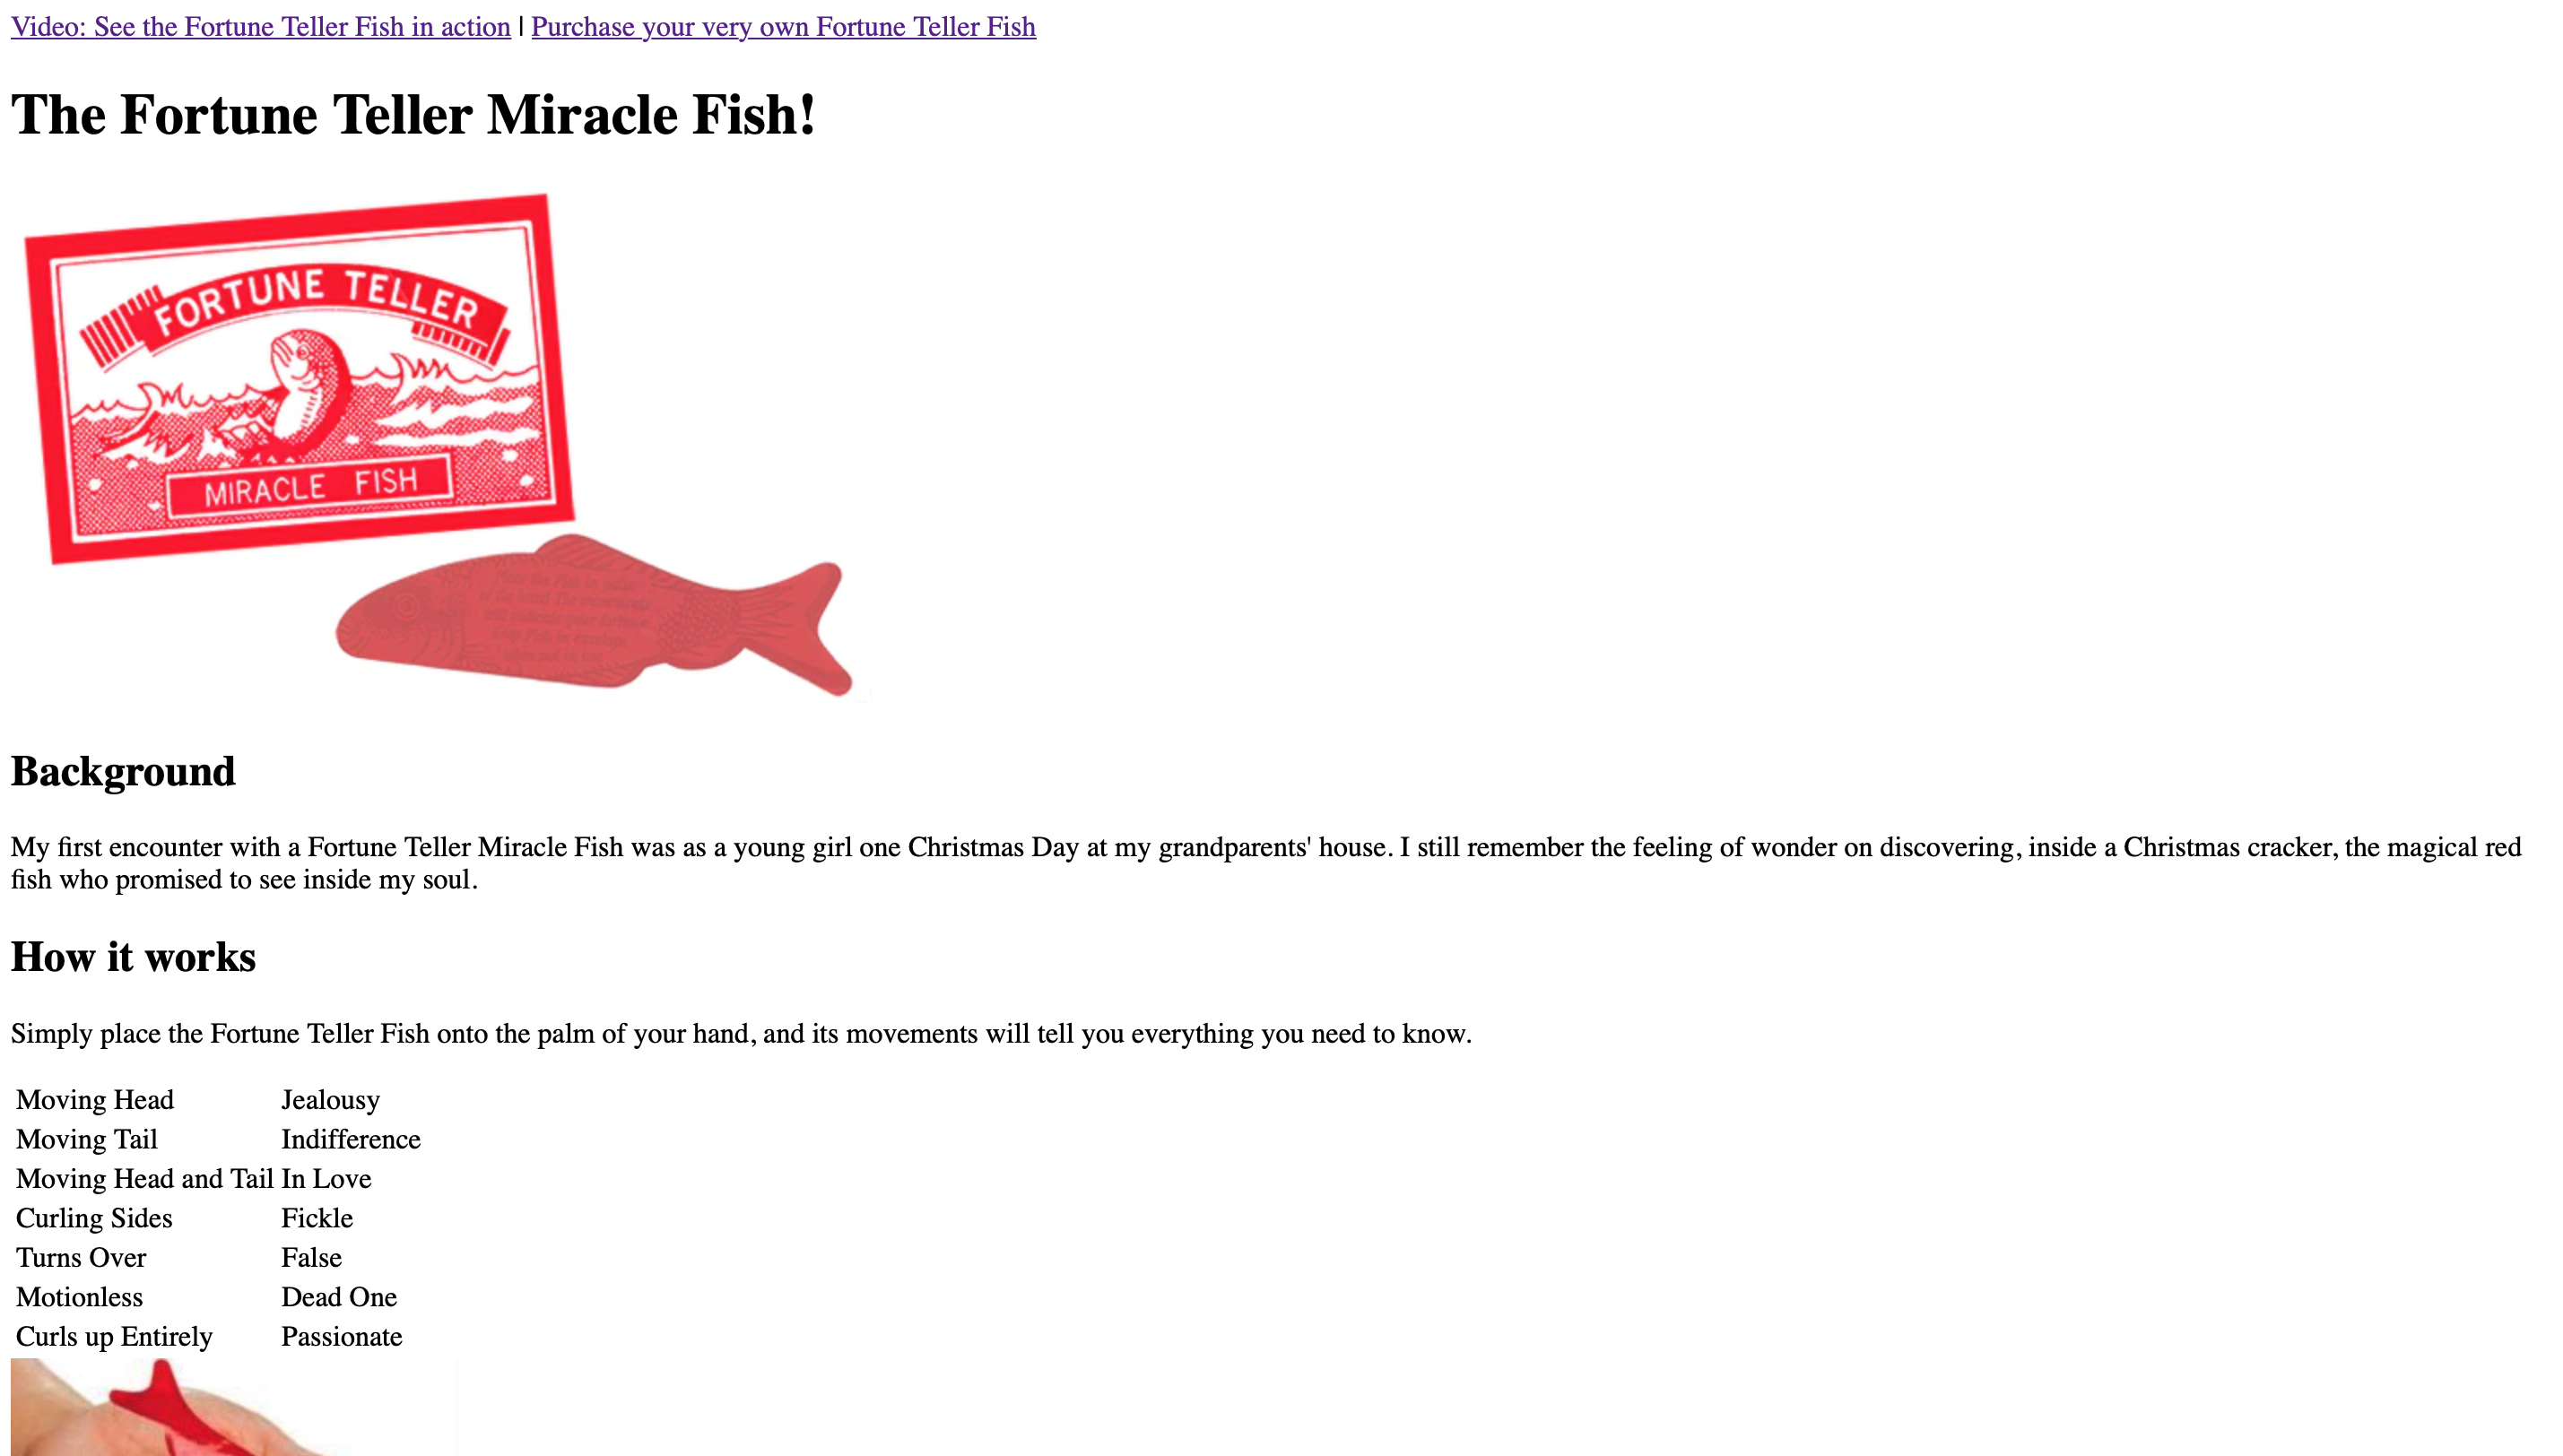 Video: See the Fortune Teller Fish in action | Purchase your very own Fortune Teller Fish
The Fortune Teller Miracle Fish!
FORTUNE TELLER
MIRACLE FISH
Background
My first encounter with a Fortune Teller Miracle Fish was as a young girl one Christmas Day at my grandparents' house. I still remember the feeling of wonder on discovering, inside a Christmas cracker, the magical red
fish who promised to see inside my soul.
How it works
Simply place the Fortune Teller Fish onto the palm of your hand, and its movements will tell you everything you need to know.
Moving Head Jealousy
Moving Tail Indifference
Moving Head and Tail In Love
Curling Sides Fickle
Turns Over False
Motionless Dead One
Curls up Entirely Passionate